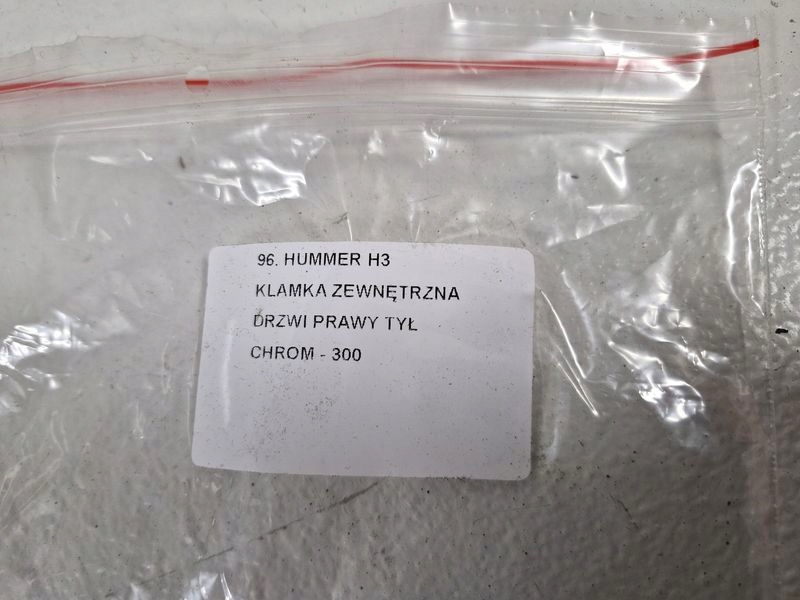 96. HUMMER H3
KLAMKA ZEWNĘTRZNA
DRZWI PRAWY TYŁ
CHROM - 300